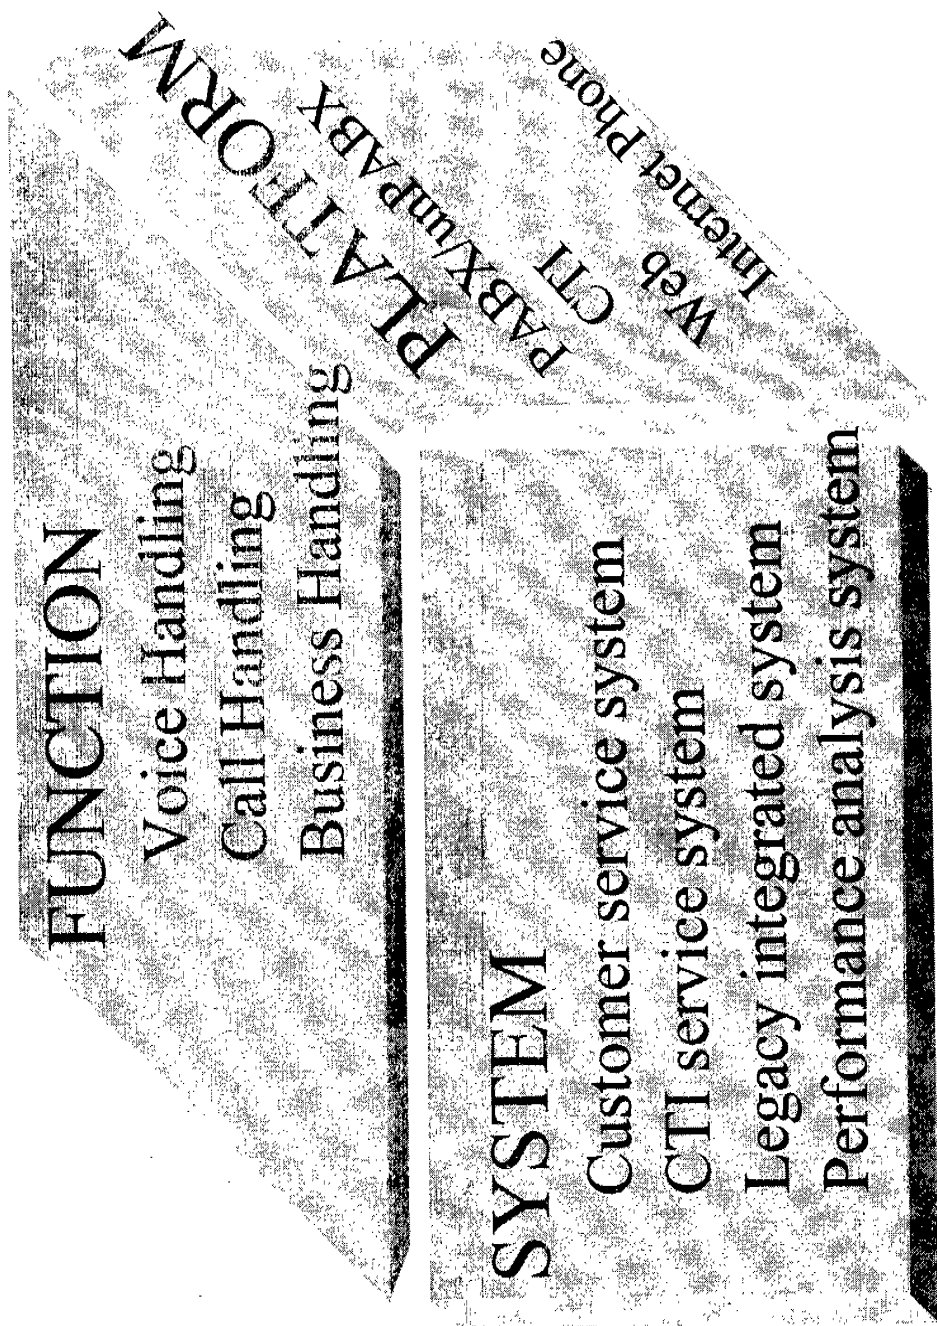 FUNCTION
Voice Handling
Call Handling
Business Handling
PLATFORM
PABX/unPABX
CTI
Web
Internet Phone
SYSTEM
Customer service system
CTI service system
Legacy integrated system
Performance analysis system